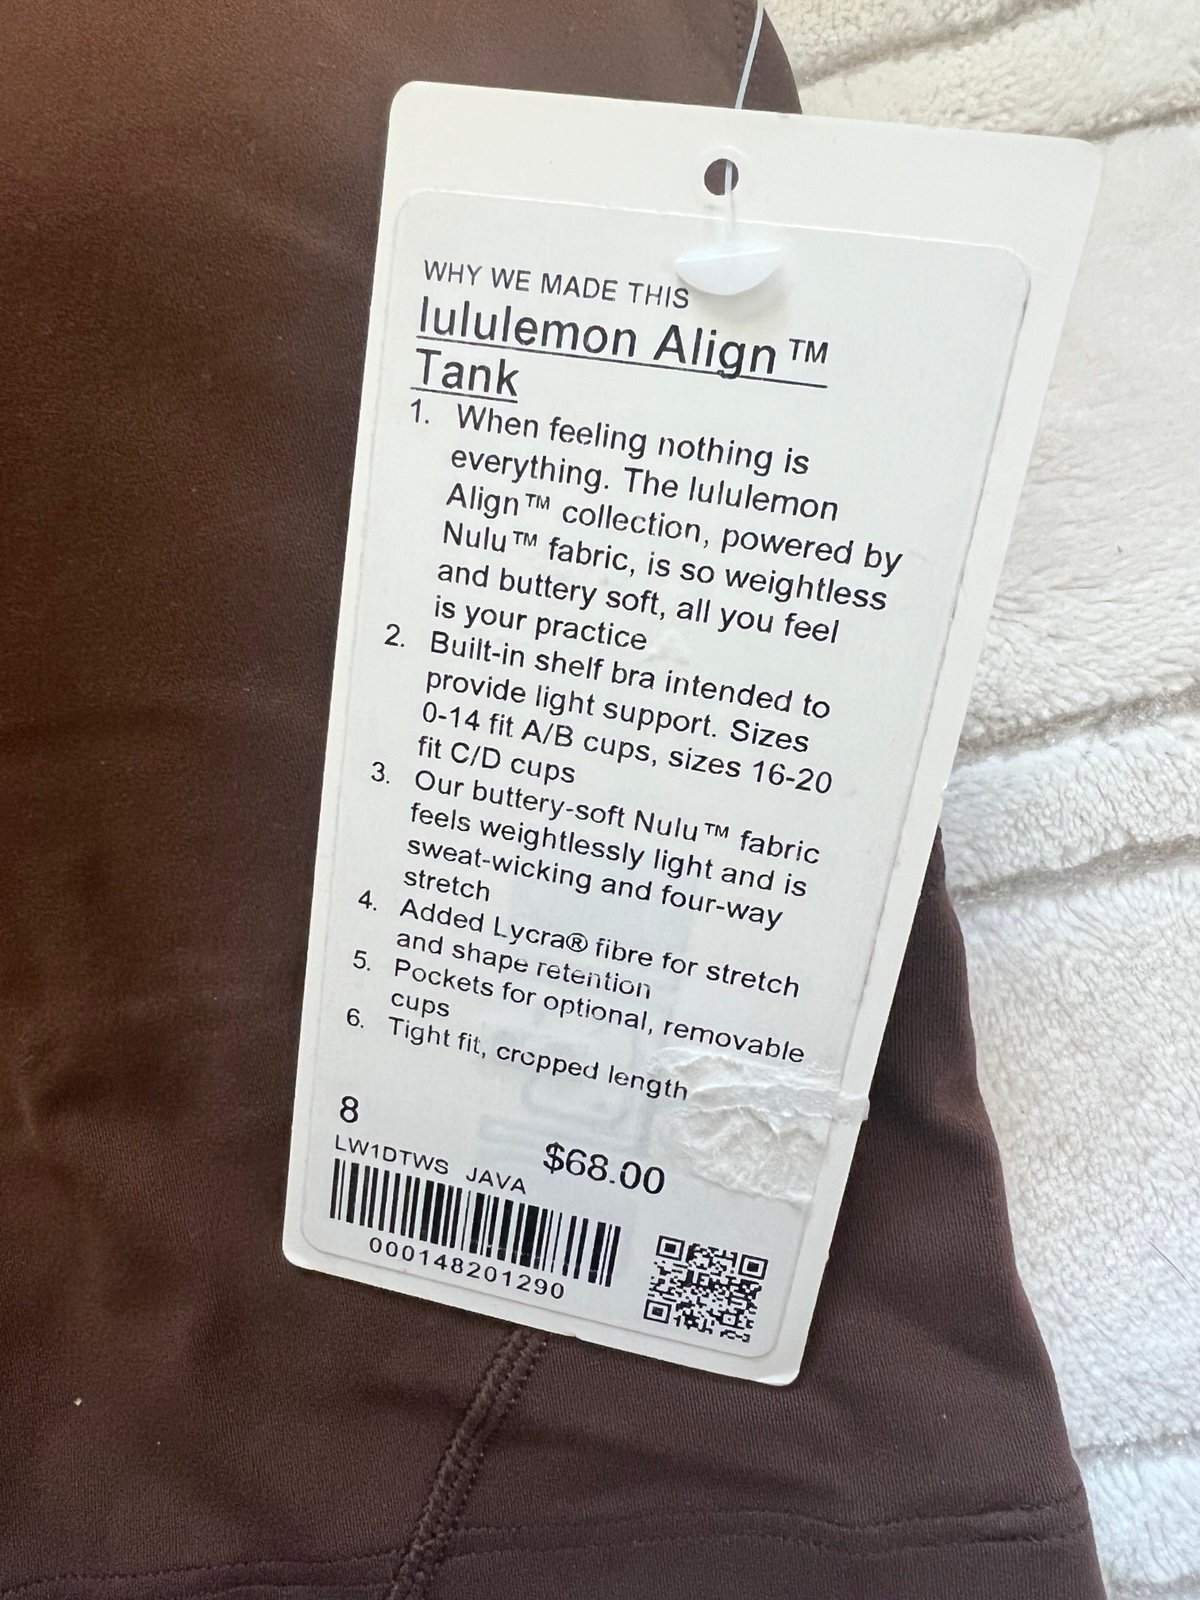 WHY WE MADE THIS
lululemon Align™
Tank
1. When feeling nothing is
everything. The lululemon
Align™ collection, powered by
Nulu™ fabric, is so weightless
and buttery soft, all you feel
is your practice
2. Built-in shelf bra intended to
provide light support. Sizes
0-14 fit A/B cups, sizes 16-20
fit C/D cups
3. Our buttery-soft Nulu™ fabric
feels weightlessly light and is
sweat-wicking and four-way
stretch
4. Added Lycra® fibre for stretch
and shape retention
5. Pockets for optional, removable
cups
6. Tight fit, cropped length
8
LW1DTWS JAVA $68.00
000148201290